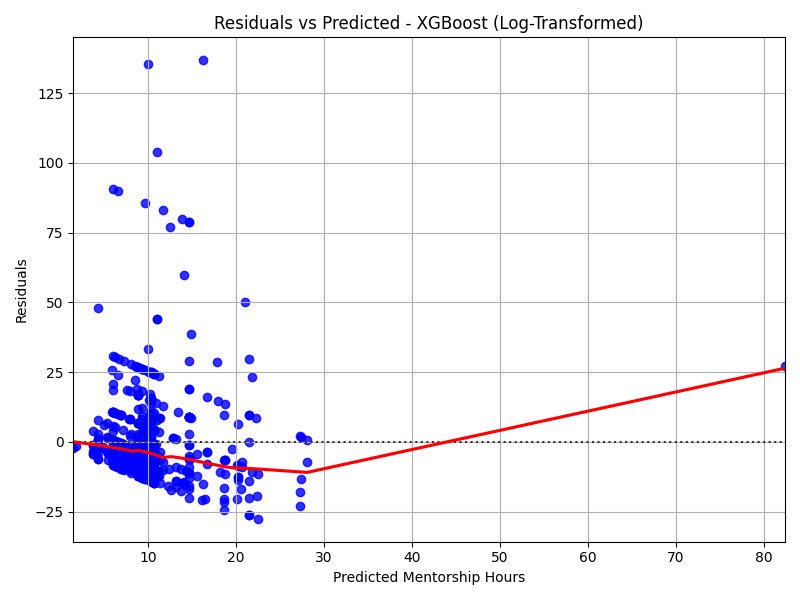 Residuals vs Predicted - XGBoost (Log-Transformed)
Residuals
125
100
75
50
25
0
−25
10 20 30 40 50 60 70 80
Predicted Mentorship Hours